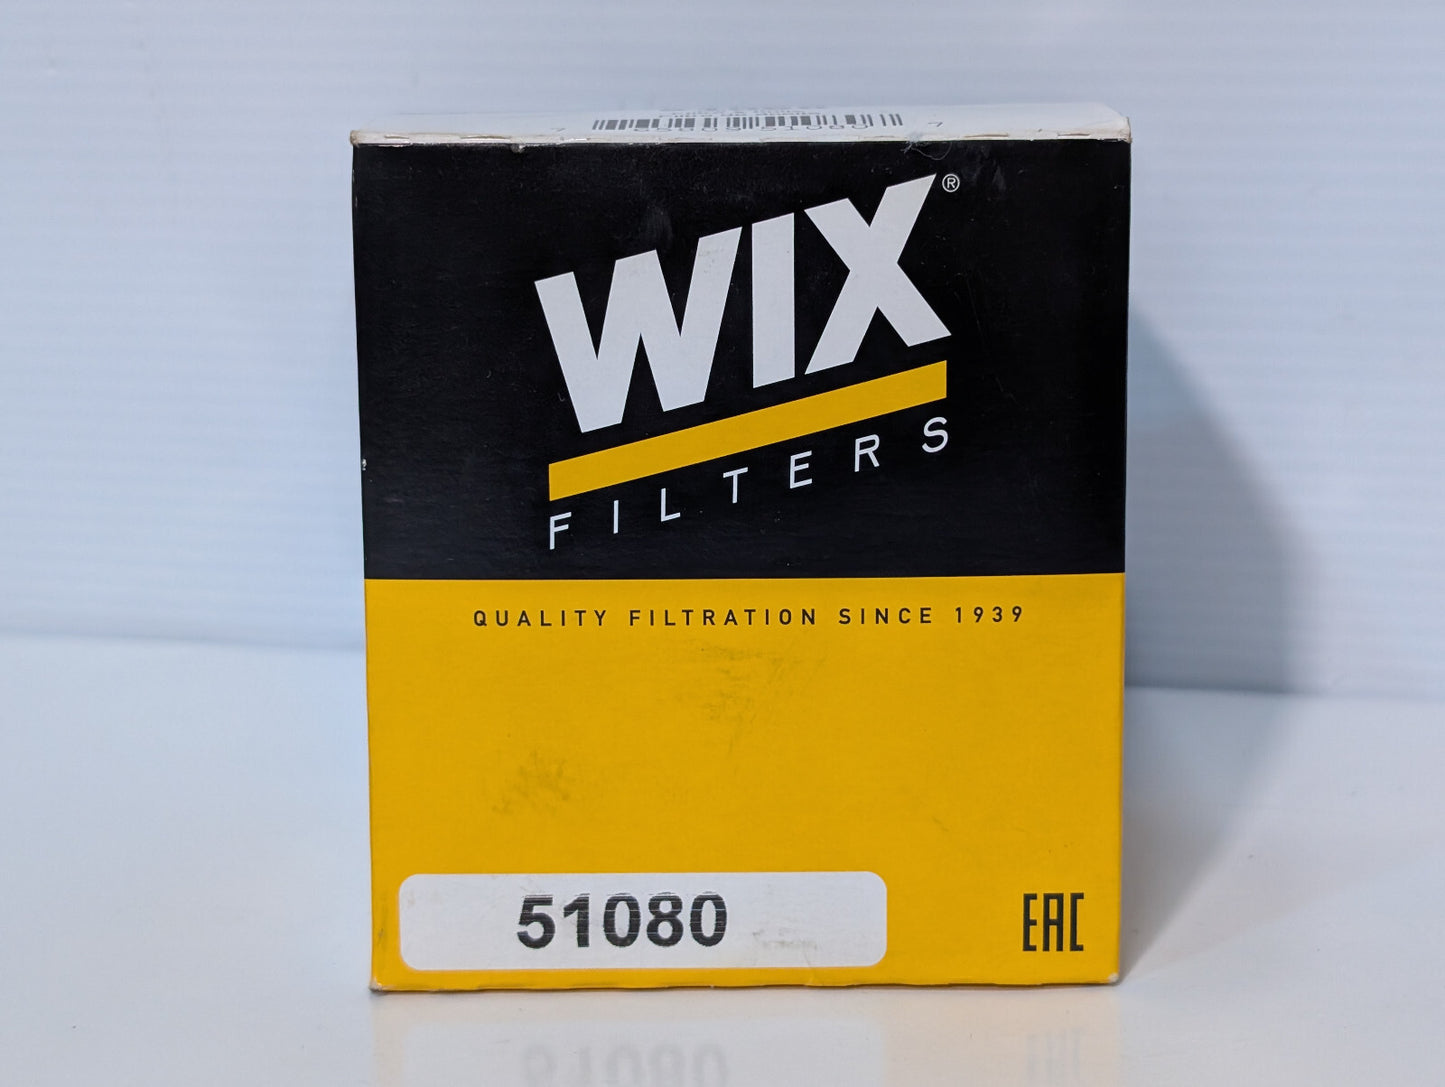 WIX®
FILTERS
QUALITY FILTRATION SINCE 1939
51080
EAC